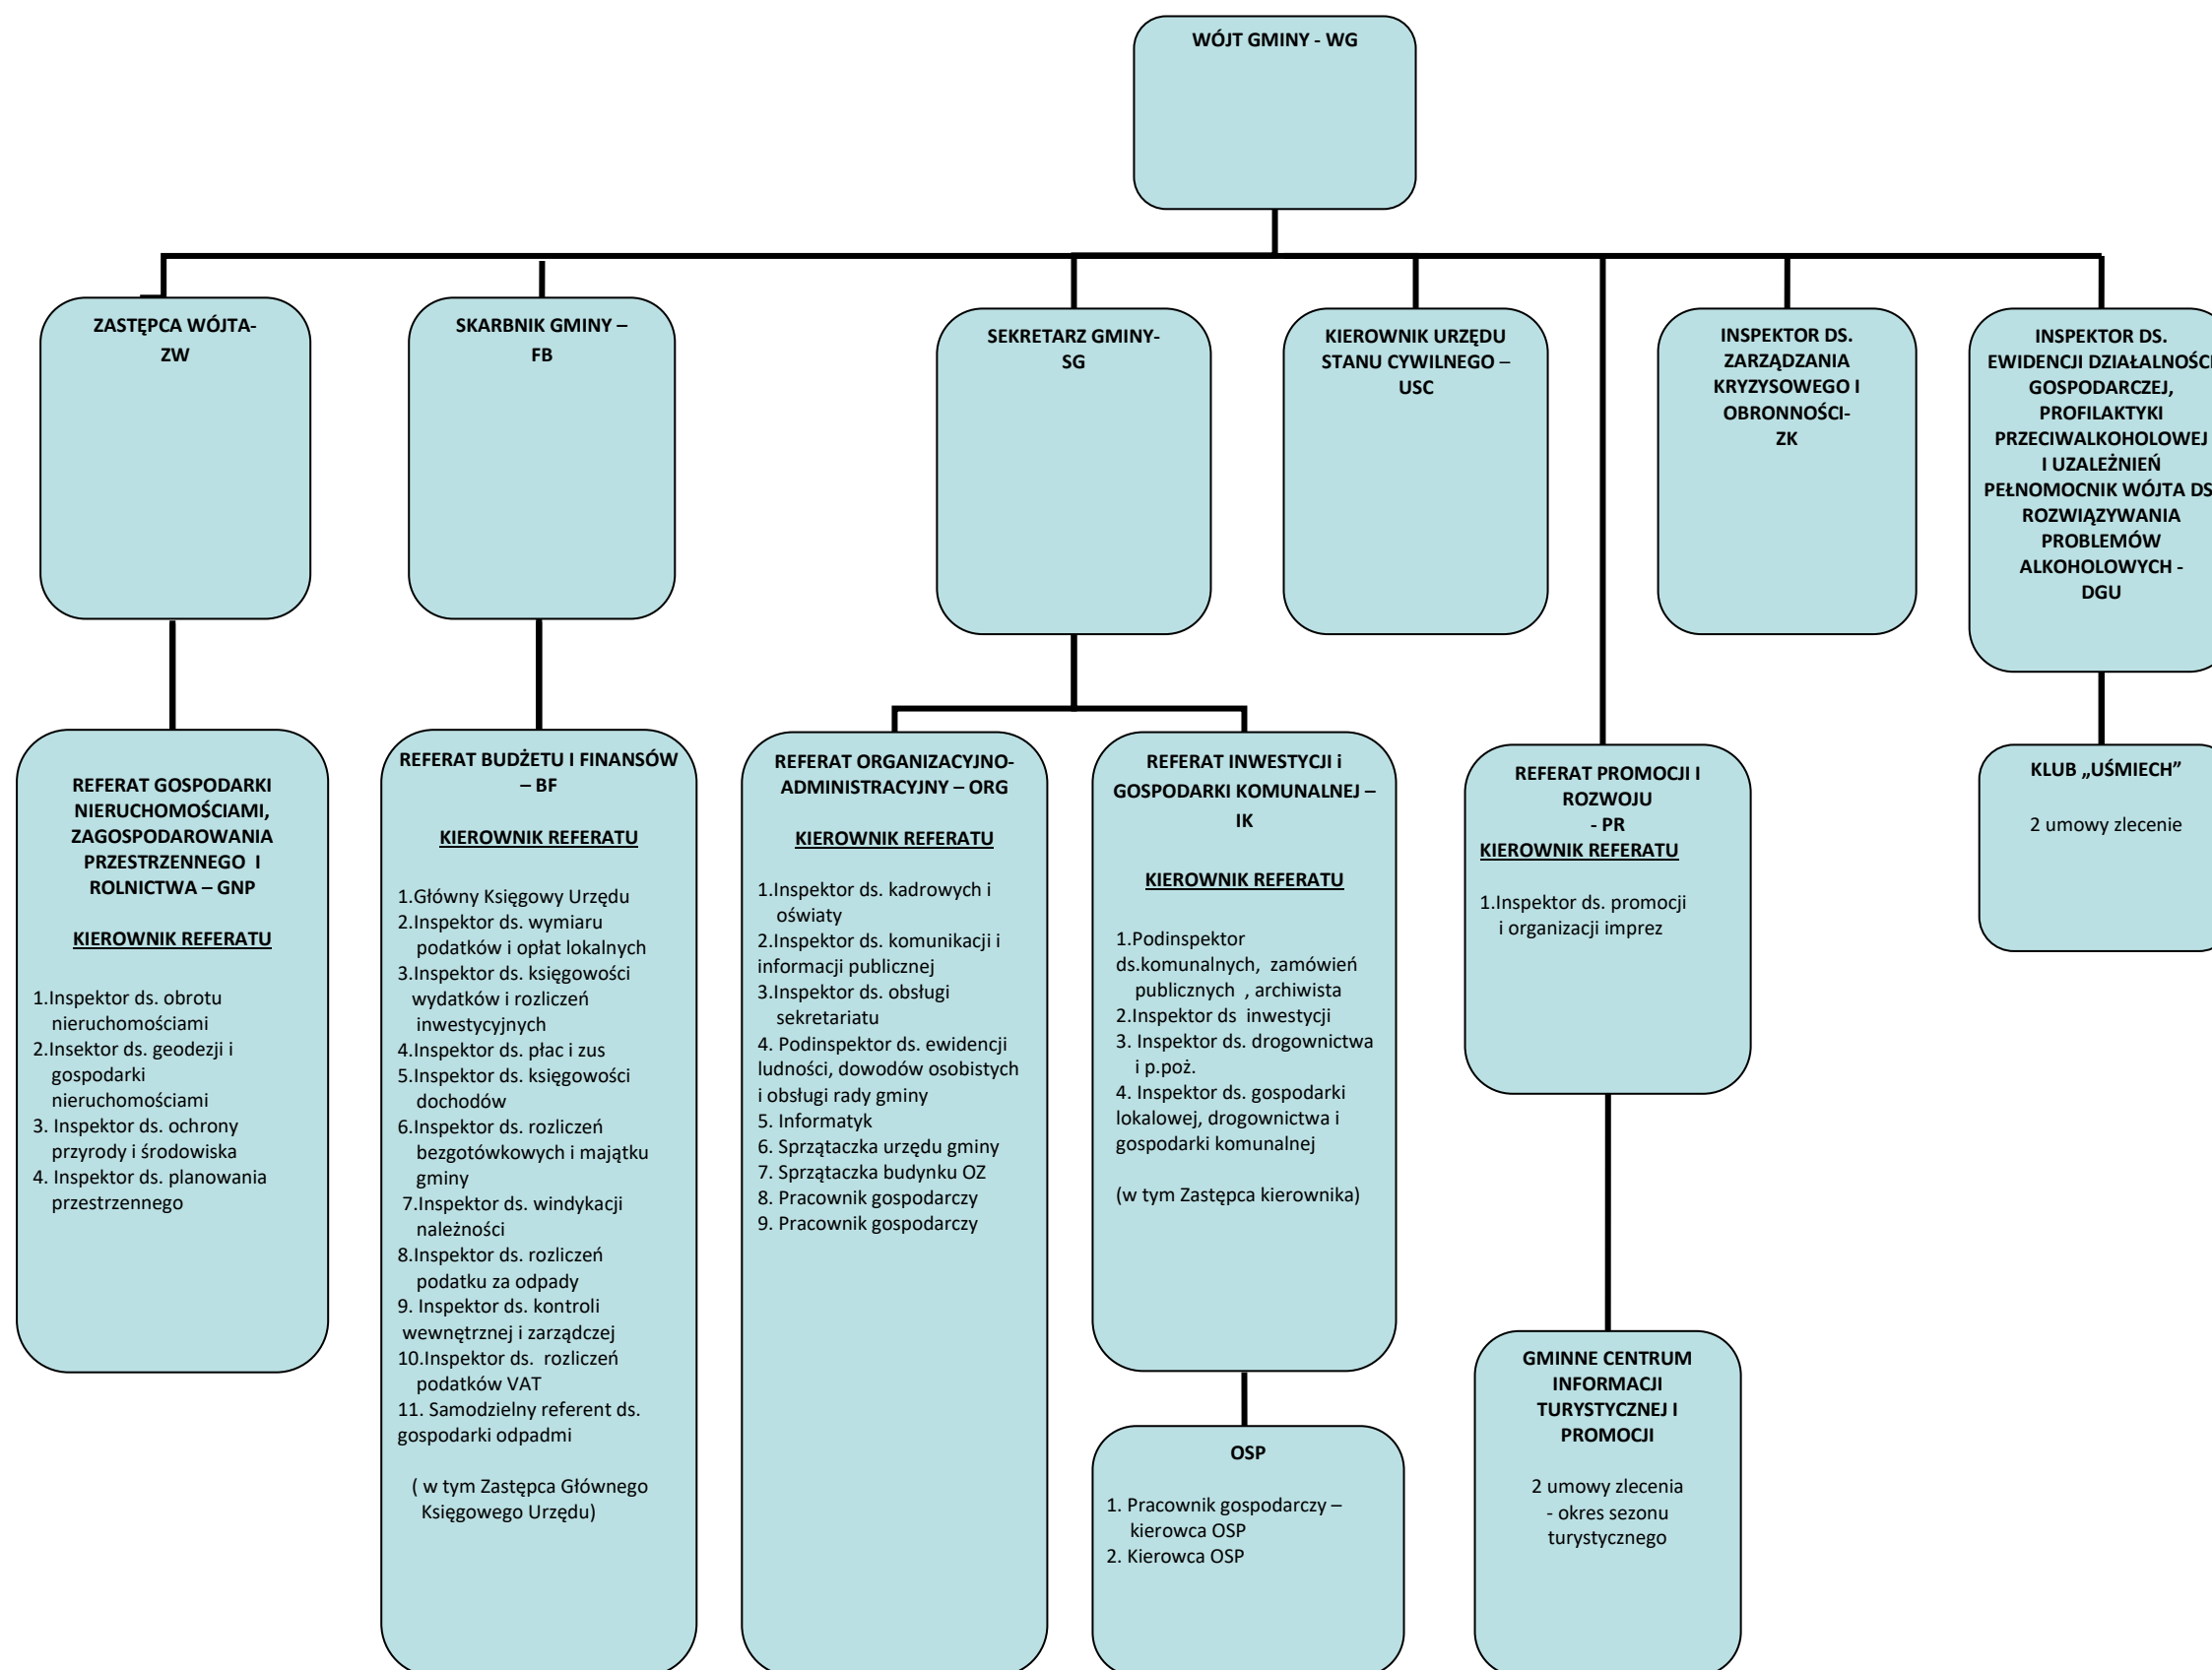 WÓJT GMINY - WG
ZASTĘPCA WÓJTA-
ZW
SKARBNIK GMINY –
FB
SEKRETARZ GMINY-
SG
KIEROWNIK URZĘDU
STANU CYWILNEGO –
USC
INSPEKTOR DS.
ZARZĄDZANIA
KRYZYSOWEGO I
OBRONNOŚCI-
ZK
INSPEKTOR DS.
EWIDENCJI DZIAŁALNOŚCI
GOSPODARCZEJ,
PROFILAKTYKI
PRZECIWALKOHOLOWEJ
I UZALEŻNIEŃ
PEŁNOMOCNIK WÓJTA DS
ROZWIĄZYWANIA
PROBLEMÓW
ALKOHOLOWYCH -
DGU
REFERAT GOSPODARKI
NIERUCHOMOŚCIAMI,
ZAGOSPODAROWANIA
PRZESTRZENNEGO I
ROLNICTWA – GNP
KIEROWNIK REFERATU
1.Inspektor ds. obrotu
nieruchomościami
2.Insektor ds. geodezji i
gospodarki
nieruchomościami
3. Inspektor ds. ochrony
przyrody i środowiska
4. Inspektor ds. planowania
przestrzennego
REFERAT BUDŻETU I FINANSÓW
– BF
KIEROWNIK REFERATU
1.Główny Księgowy Urzędu
2.Inspektor ds. wymiaru
podatków i opłat lokalnych
3.Inspektor ds. księgowości
wydatków i rozliczeń
inwestycyjnych
4.Inspektor ds. płac i zus
5.Inspektor ds. księgowości
dochodów
6.Inspektor ds. rozliczeń
bezgotówkowych i majątku
gminy
7.Inspektor ds. windykacji
należności
8.Inspektor ds. rozliczeń
podatku za odpady
9. Inspektor ds. kontroli
wewnętrznej i zarządczej
10.Inspektor ds. rozliczeń
podatków VAT
11. Samodzielny referent ds.
gospodarki odpadmi
( w tym Zastępca Głównego
Księgowego Urzędu)
REFERAT ORGANIZACYJNO-
ADMINISTRACYJNY – ORG
KIEROWNIK REFERATU
1.Inspektor ds. kadrowych i
oświaty
2.Inspektor ds. komunikacji i
informacji publicznej
3.Inspektor ds. obsługi
sekretariatu
4. Podinspektor ds. ewidencji
ludności, dowodów osobistych
i obsługi rady gminy
5. Informatyk
6. Sprzątaczka urzędu gminy
7. Sprzątaczka budynku OZ
8. Pracownik gospodarczy
9. Pracownik gospodarczy
REFERAT INWESTYCJI i
GOSPODARKI KOMUNALNEJ –
IK
KIEROWNIK REFERATU
1.Podinspektor
ds.komunalnych, zamówień
publicznych , archiwista
2.Inspektor ds inwestycji
3. Inspektor ds. drogownictwa
i p.poż.
4. Inspektor ds. gospodarki
lokalowej, drogownictwa i
gospodarki komunalnej
(w tym Zastępca kierownika)
OSP
1. Pracownik gospodarczy –
kierowca OSP
2. Kierowca OSP
REFERAT PROMOCJI I
ROZWOJU
- PR
KIEROWNIK REFERATU
1.Inspektor ds. promocji
i organizacji imprez
GMINNE CENTRUM
INFORMACJI
TURYSTYCZNEJ I
PROMOCJI
2 umowy zlecenia
- okres sezonu
turystycznego
KLUB „UŚMIECH”
2 umowy zlecenie